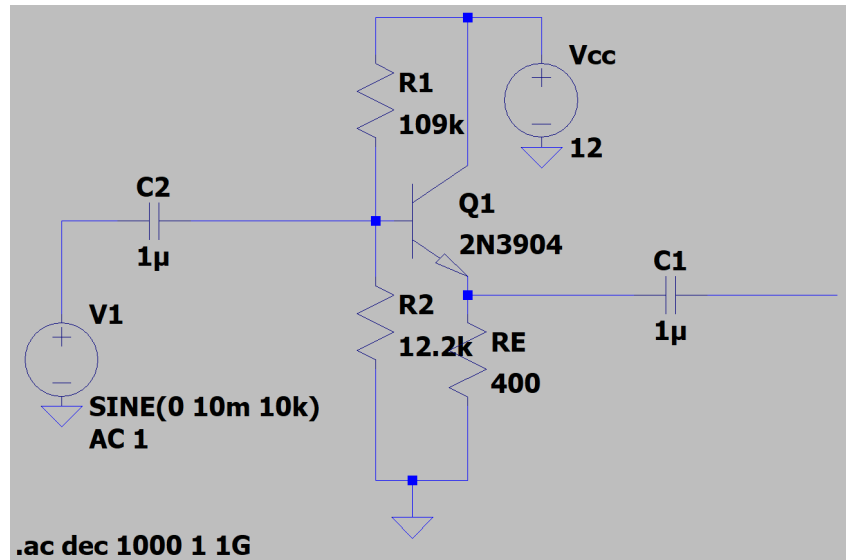 Vcc
12
R1
109k
C2
1µ
Q1
2N3904
C1
1µ
V1
SINE(0 10m 10k)
AC 1
R2
12.2k
RE
400
.ac dec 1000 1 1G